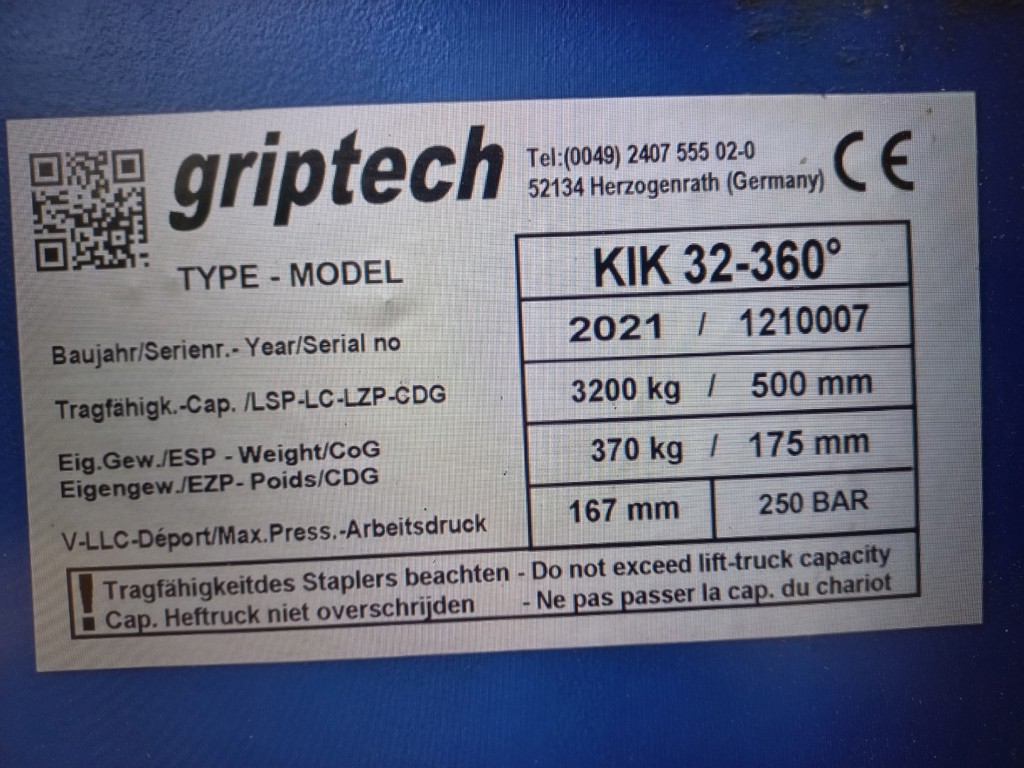 griptech
Tel:(0049) 2407 555 02-0
52134 Herzogenrath (Germany)
CE
TYPE - MODEL KIK 32-360°
Baujahr/Serienr.- Year/Serial no 2021 / 1210007
Tragfähigk.-Cap. /LSP-LC-LZP-CDG 3200 kg / 500 mm
Eig.Gew./ESP - Weight/CoG 370 kg / 175 mm
Eigengew./EZP- Poids/CDG
V-LLC-Déport/Max.Press.-Arbeitsdruck 167 mm 250 BAR
! Tragfähigkeitdes Staplers beachten - Do not exceed lift-truck capacity
Cap. Heftruck niet overschrijden - Ne pas passer la cap. du chariot